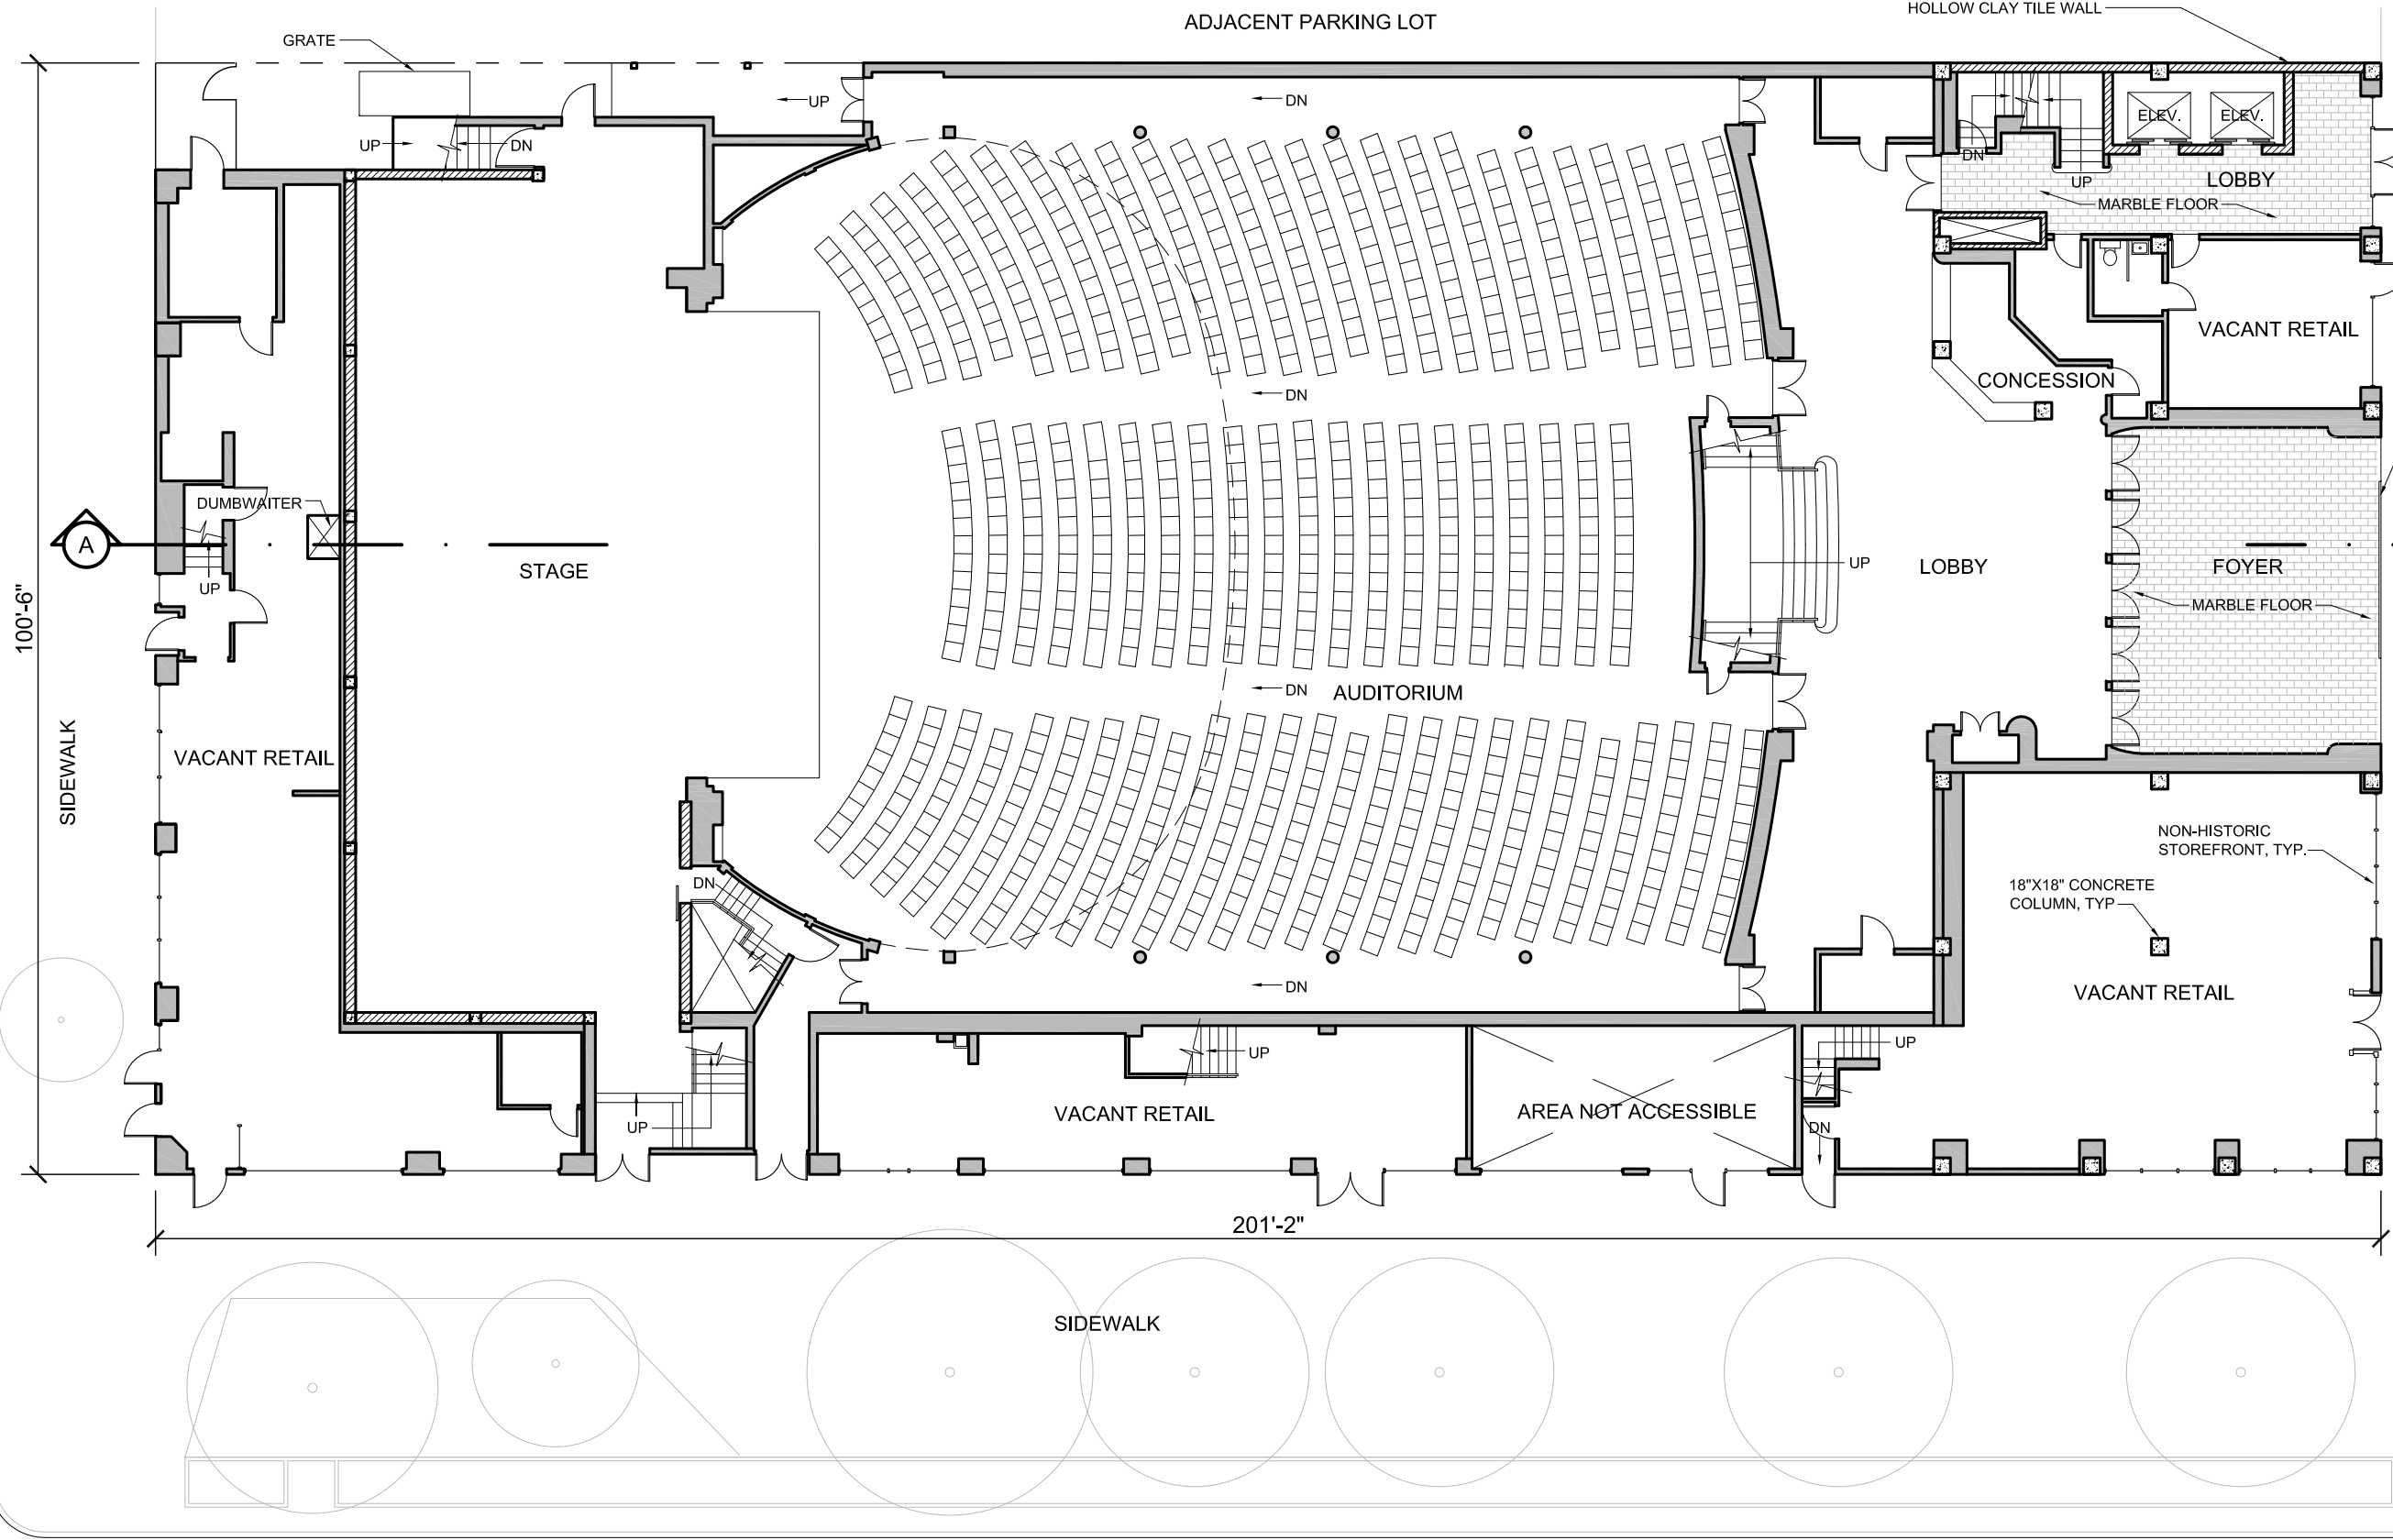 HOLLOW CLAY TILE WALL
ADJACENT PARKING LOT
GRATE
UP
DN
ELEV.
ELEV.
UP
DN
DN
LOBBY
UP
MARBLE FLOOR
VACANT RETAIL
CONCESSION
DN
DUMBWAITER
A
STAGE
UP
UP
LOBBY
FOYER
MARBLE FLOOR
100'-6"
DN
AUDITORIUM
SIDEWALK
VACANT RETAIL
NON-HISTORIC
STOREFRONT, TYP.
DN
18"X18" CONCRETE
COLUMN, TYP
DN
VACANT RETAIL
UP
UP
VACANT RETAIL
AREA NOT ACCESSIBLE
UP
DN
201'-2"
SIDEWALK